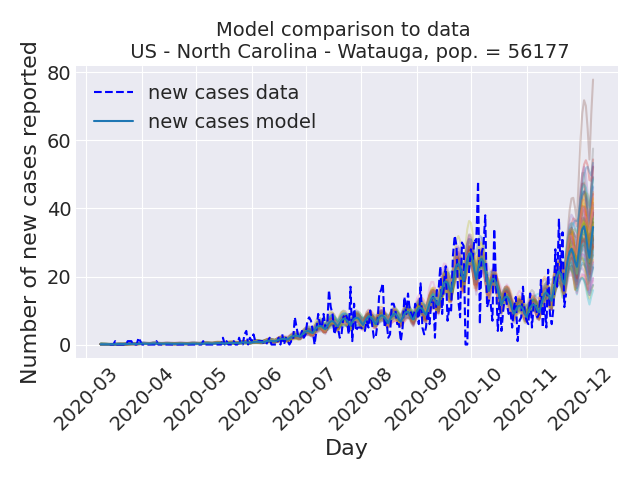 Model comparison to data
US - North Carolina - Watauga, pop. = 56177
Number of new cases reported
80
60
40
20
0
new cases data
new cases model
2020-03
2020-04
2020-05
2020-06
2020-07
2020-08
2020-09
2020-10
2020-11
2020-12
Day